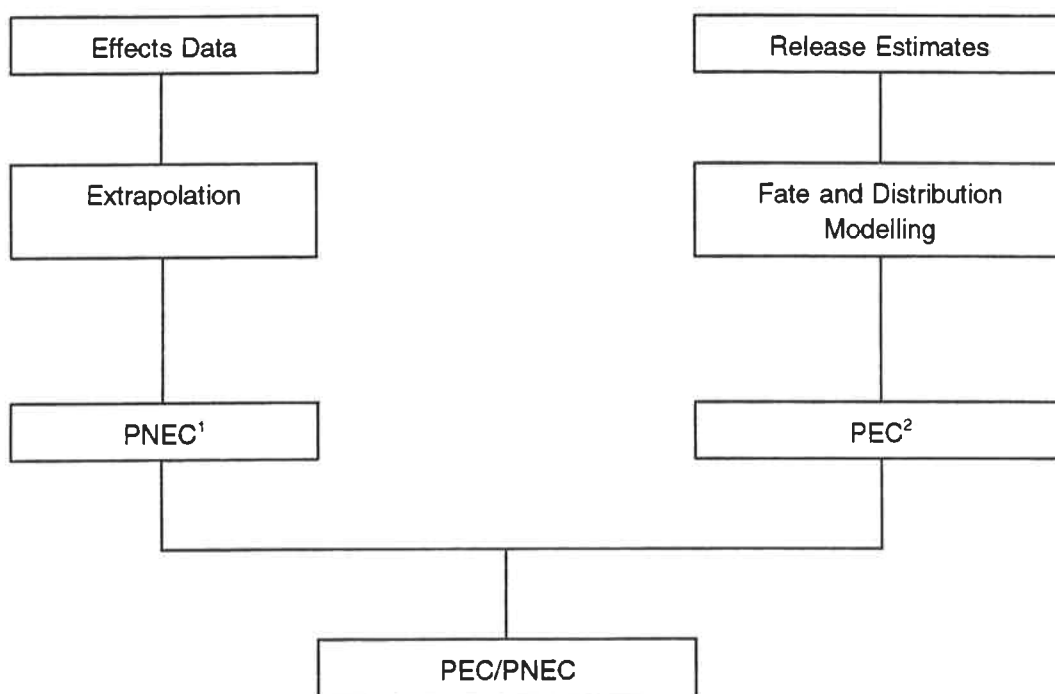 Effects Data
Release Estimates
Extrapolation
Fate and Distribution
Modelling
PNEC¹
PEC²
PEC/PNEC